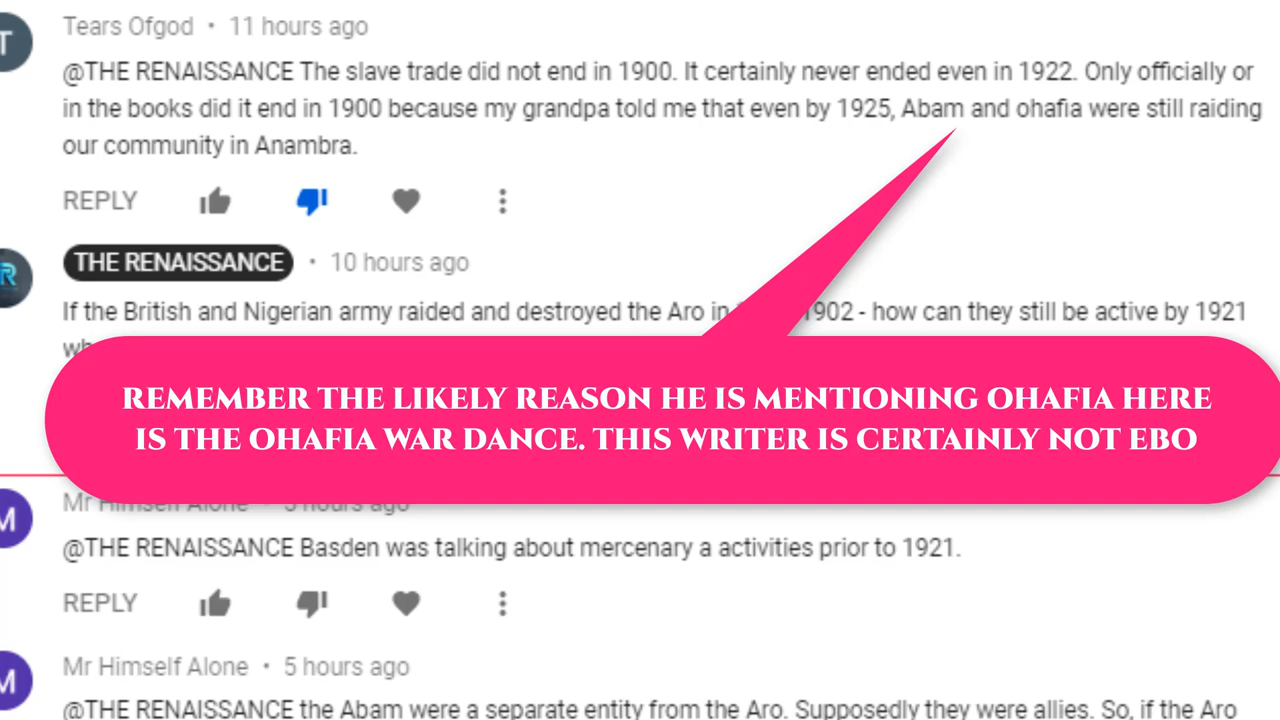 T
Tears Ofgod • 11 hours ago
@THE RENAISSANCE The slave trade did not end in 1900. It certainly never ended even in 1922. Only officially or
in the books did it end in 1900 because my grandpa told me that even by 1925, Abam and ohafia were still raiding
our community in Anambra.
REPLY
R
THE RENAISSANCE • 10 hours ago
If the British and Nigerian army raided and destroyed the Aro in 1902 - how can they still be active by 1921
REMEMBER THE LIKELY REASON HE IS MENTIONING OHAFIA HERE
IS THE OHAFIA WAR DANCE. THIS WRITER IS CERTAINLY NOT EBO
M
Mr Himself Alone • 5 hours ago
@THE RENAISSANCE Basden was talking about mercenary a activities prior to 1921.
REPLY
M
Mr Himself Alone • 5 hours ago
@THE RENAISSANCE the Abam were a separate entity from the Aro. Supposedly they were allies. So, if the Aro